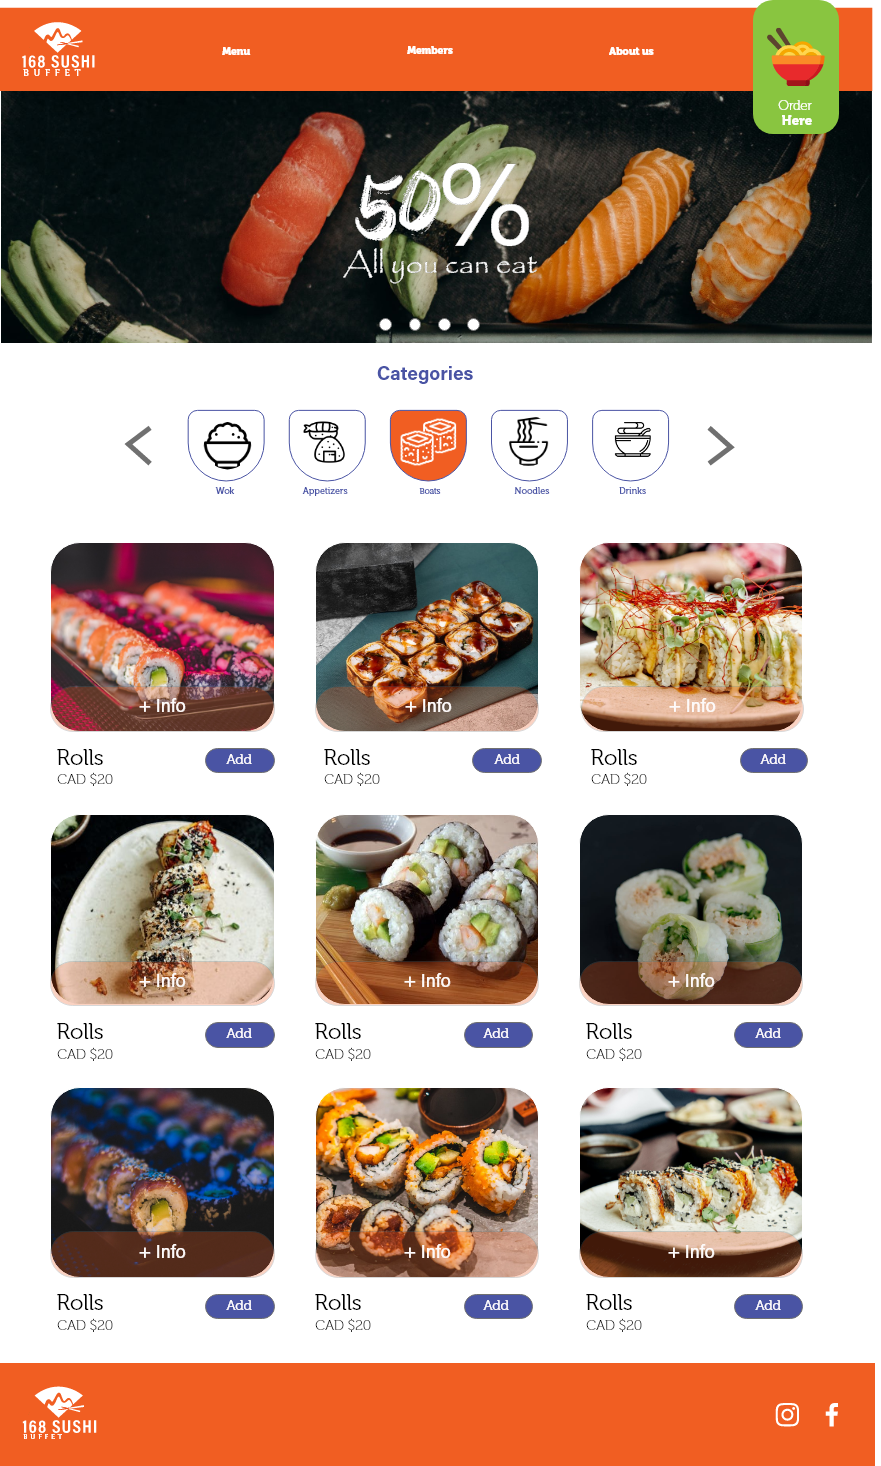 168 SUSHI
BUFFET
Menu
Members
About us
Order
Here
50%
All you can eat
Categories
Wok
Appetizers
Boats
Noodles
Drinks
+ Info
+ Info
+ Info
Rolls
CAD $20
Add
Rolls
CAD $20
Add
Rolls
CAD $20
Add
+ Info
+ Info
+ Info
Rolls
CAD $20
Add
Rolls
CAD $20
Add
Rolls
CAD $20
Add
+ Info
+ Info
+ Info
Rolls
CAD $20
Add
Rolls
CAD $20
Add
Rolls
CAD $20
Add
168 SUSHI
BUFFET